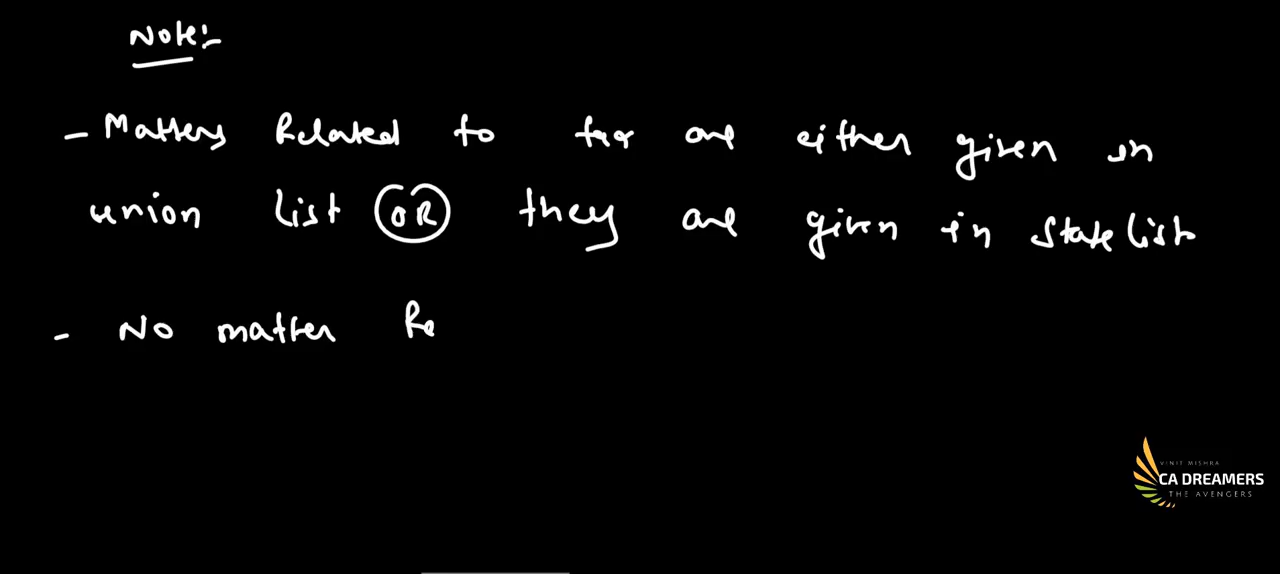 Note:-
- Matters Related to tax are either given in
union list OR they are given in State list
- No matter Re
VINIT MISHRA
CA DREAMERS
THE AVENGERS